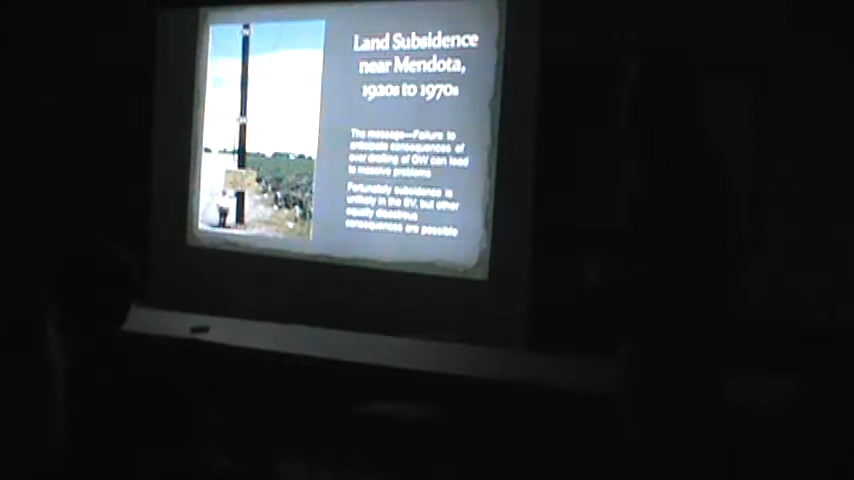 Land Subsidence
near Mendota,
1920s to 1970s
The message—Failure to
anticipate consequences of
over drafting of GW can lead
to massive problems
Fortunately subsidence is
unlikely in the SV, but other
equally disastrous
consequences are possible